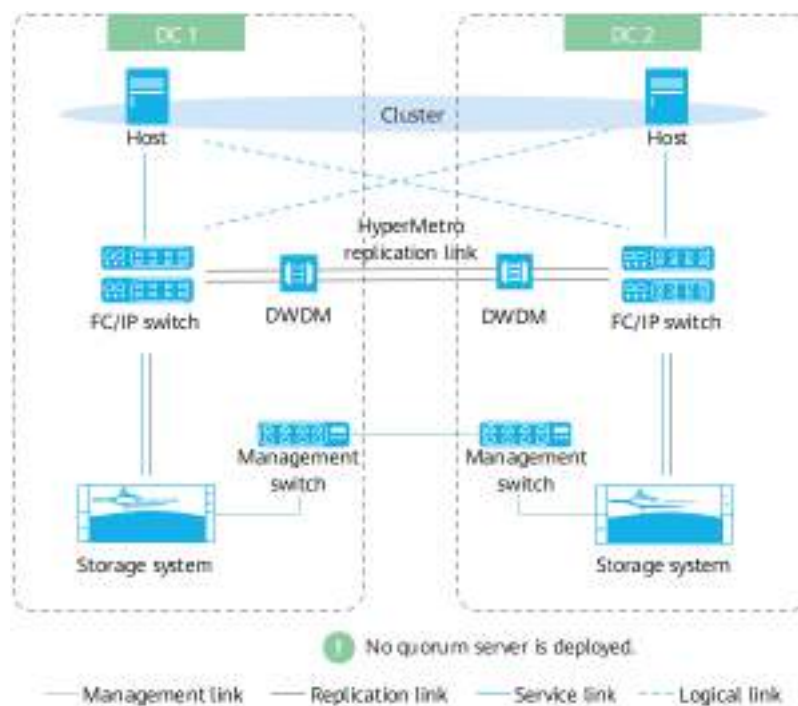 DC 1
DC 2
Cluster
Host
Host
HyperMetro
replication link
DWDM
DWDM
FC/IP switch
FC/IP switch
Management
switch
Management
switch
Storage system
Storage system
! No quorum server is deployed.
Management link
Replication link
Service link
Logical link